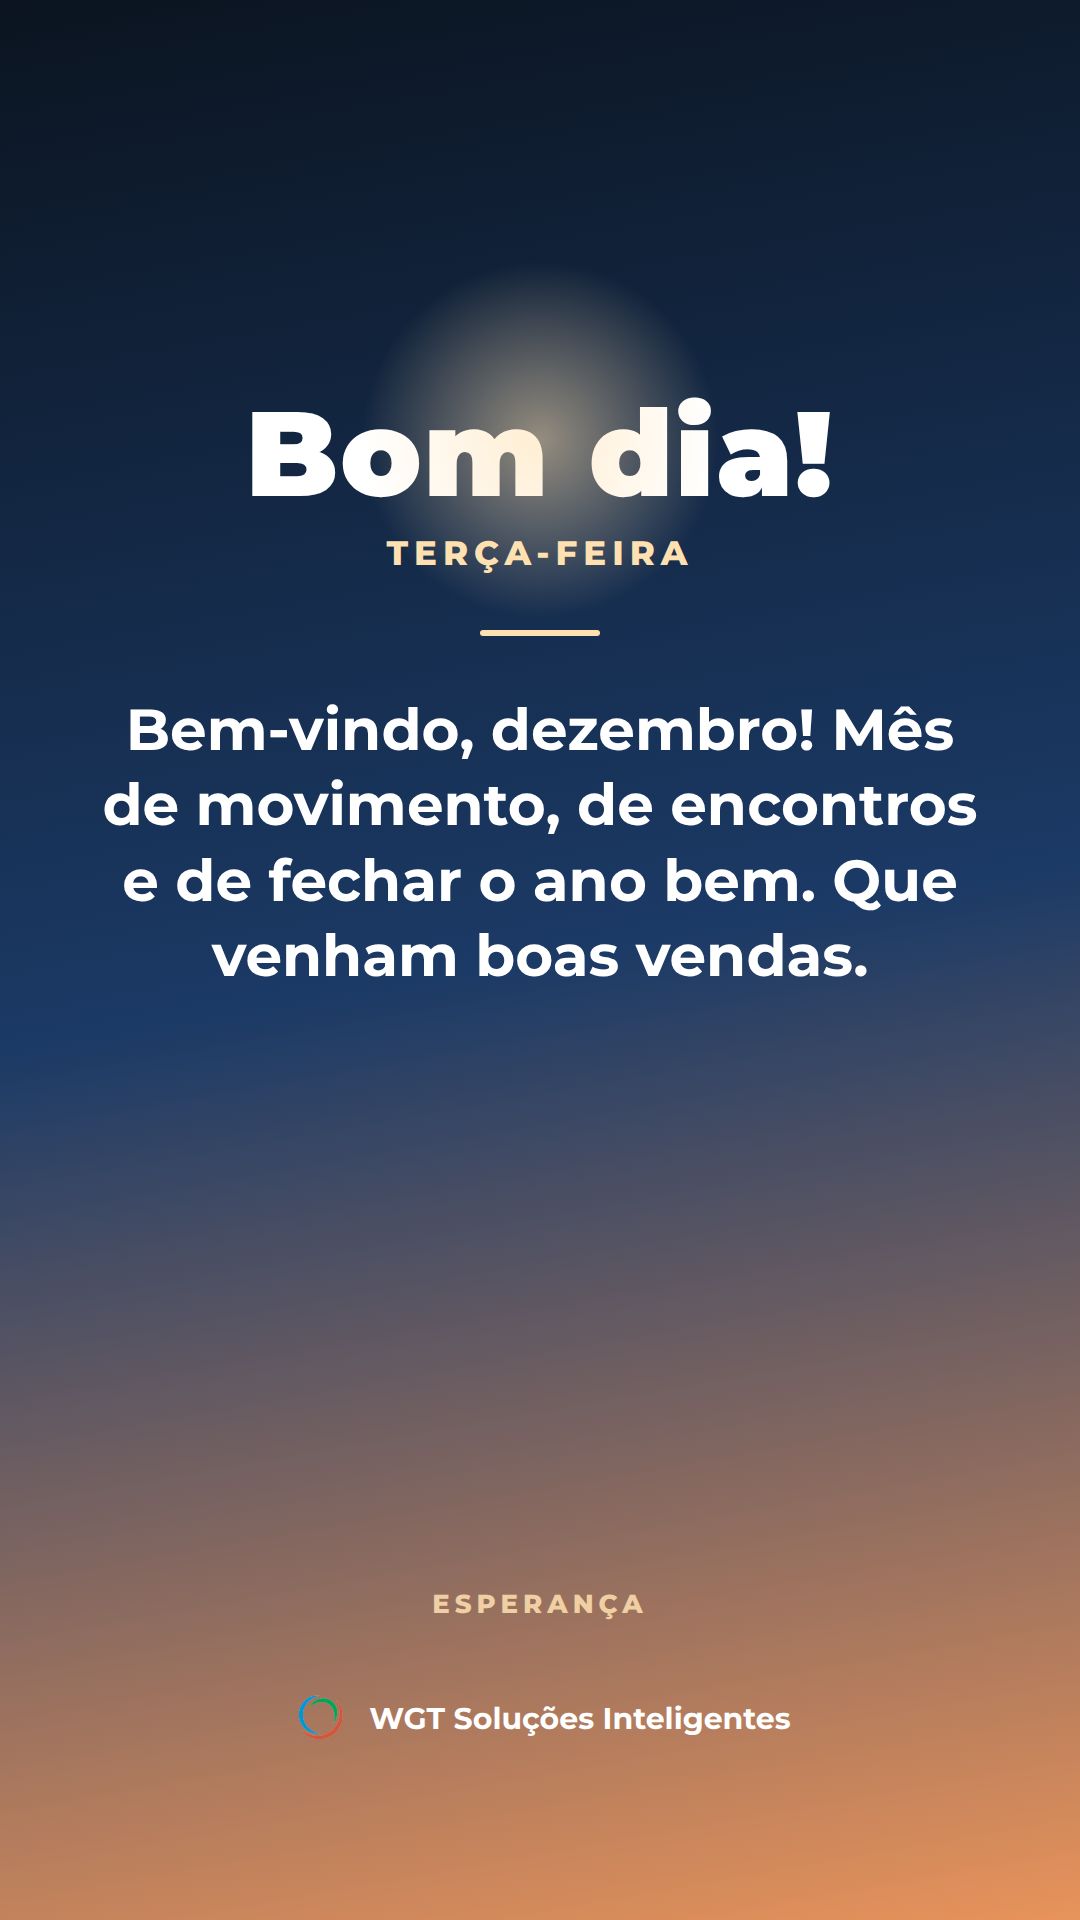 Bom dia!
TERÇA-FEIRA
Bem-vindo, dezembro! Mês
de movimento, de encontros
e de fechar o ano bem. Que
venham boas vendas.
ESPERANÇA
WGT Soluções Inteligentes